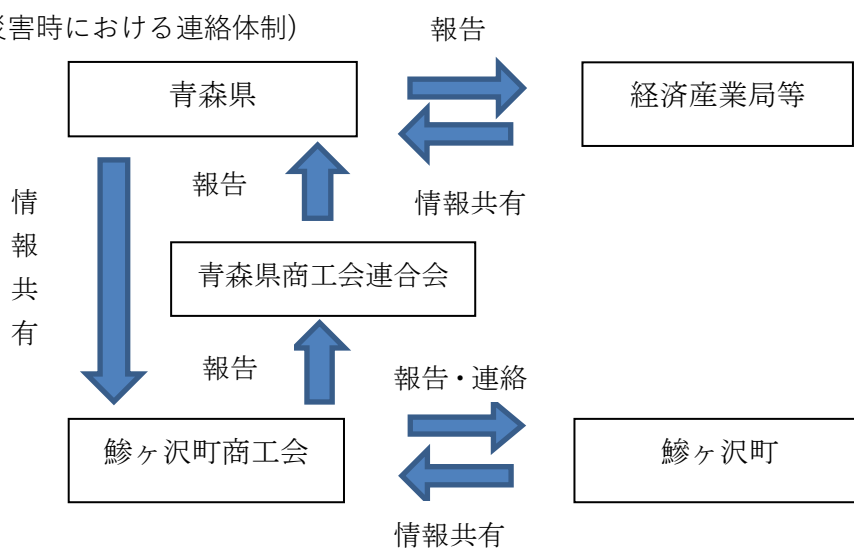 災害時における連絡体制)
報告
青森県
経済産業局等
報告
情報共有
情報共有
青森県商工会連合会
報告
報告・連絡
鰺ヶ沢町商工会
鰺ヶ沢町
情報共有